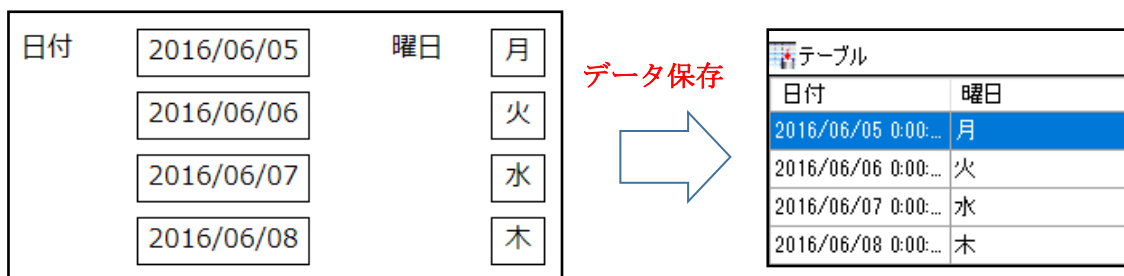 日付 2016/06/05 曜日 月
2016/06/06 火
2016/06/07 水
2016/06/08 木
データ保存
テーブル
日付 曜日
2016/06/05 0:00:... 月
2016/06/06 0:00:... 火
2016/06/07 0:00:... 水
2016/06/08 0:00:... 木